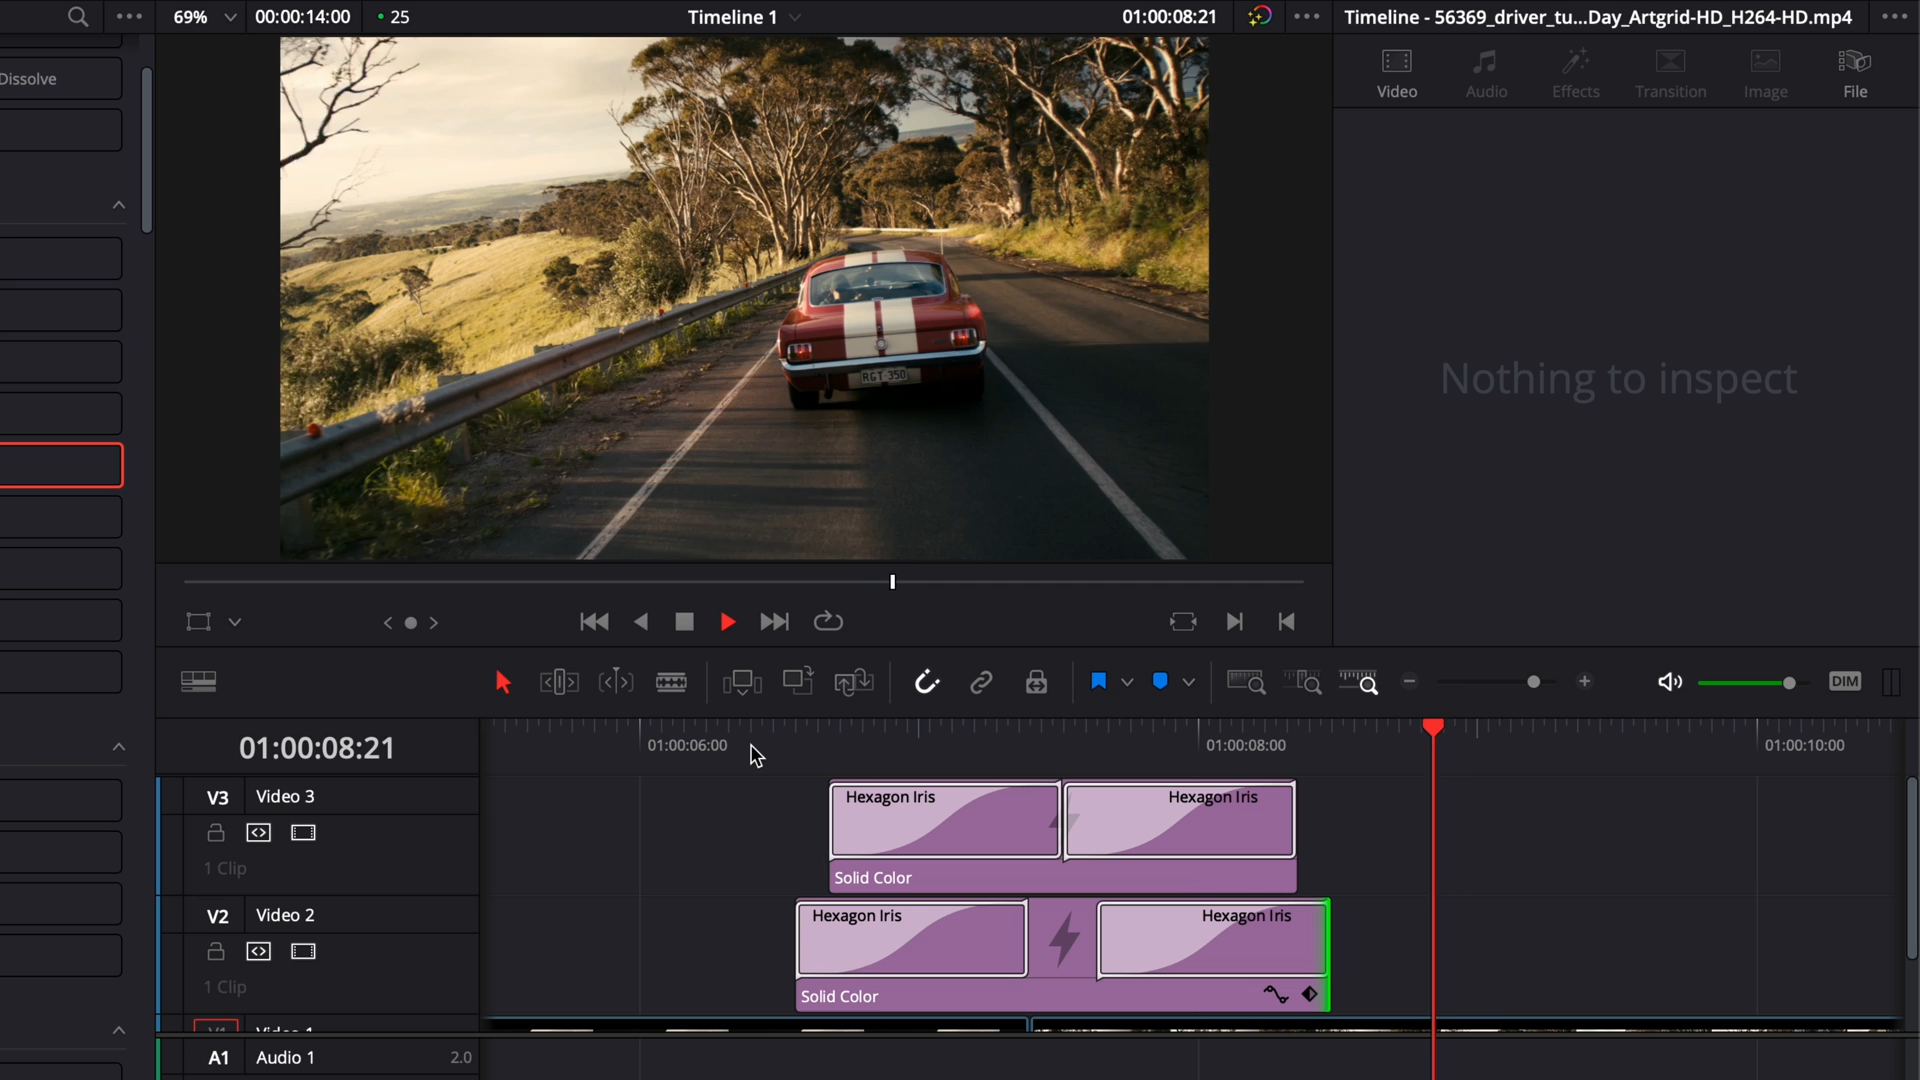 69%
00:00:14:00
25
Timeline 1
01:00:08:21
Timeline - 56369_driver_tu...Day_Artgrid-HD_H264-HD.mp4
Dissolve
Video
Audio
Effects
Transition
Image
File
RGT·350
Nothing to inspect
DIM
01:00:08:21
01:00:06:00
01:00:08:00
01:00:10:00
V3 Video 3
Hexagon Iris
Hexagon Iris
1 Clip
Solid Color
V2 Video 2
Hexagon Iris
Hexagon Iris
1 Clip
Solid Color
V1 Video 1
A1 Audio 1 2.0